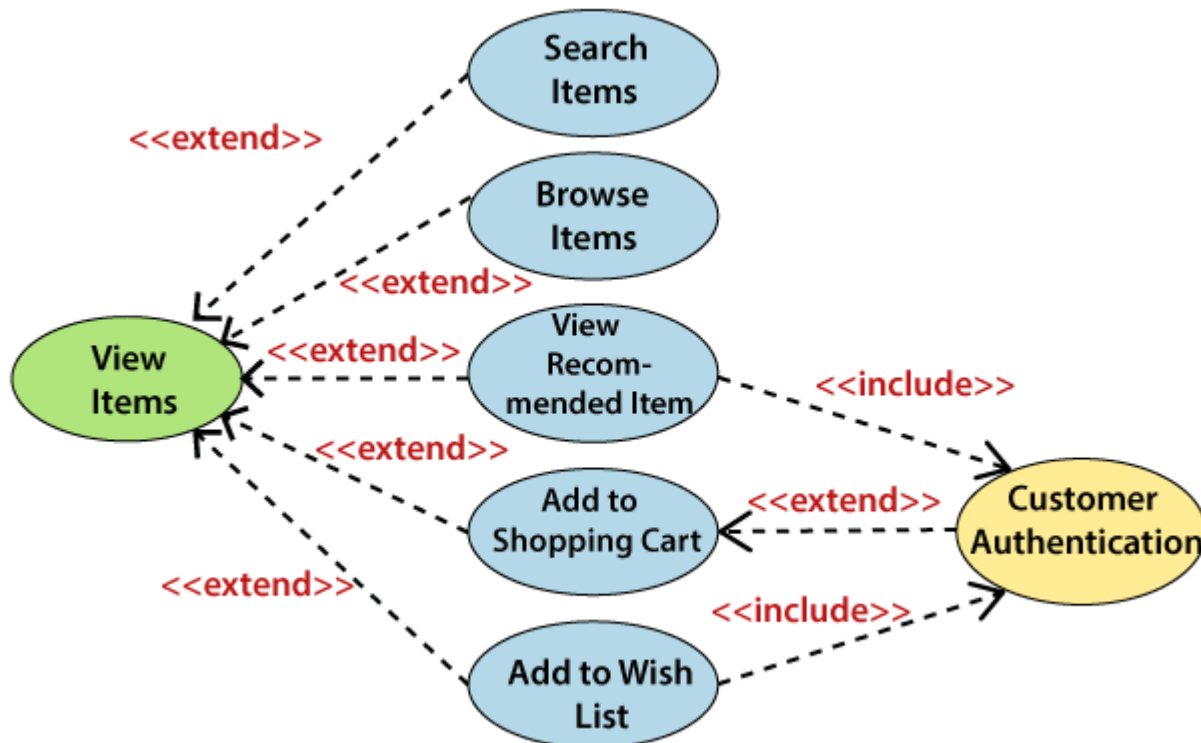 Search
Items
<<extend>>
Browse
Items
<<extend>>
View
Recom-
mended Item
<<extend>>
View
Items
<<include>>
<<extend>>
Add to
Shopping Cart
<<extend>>
Customer
Authentication
<<extend>>
<<include>>
Add to Wish
List